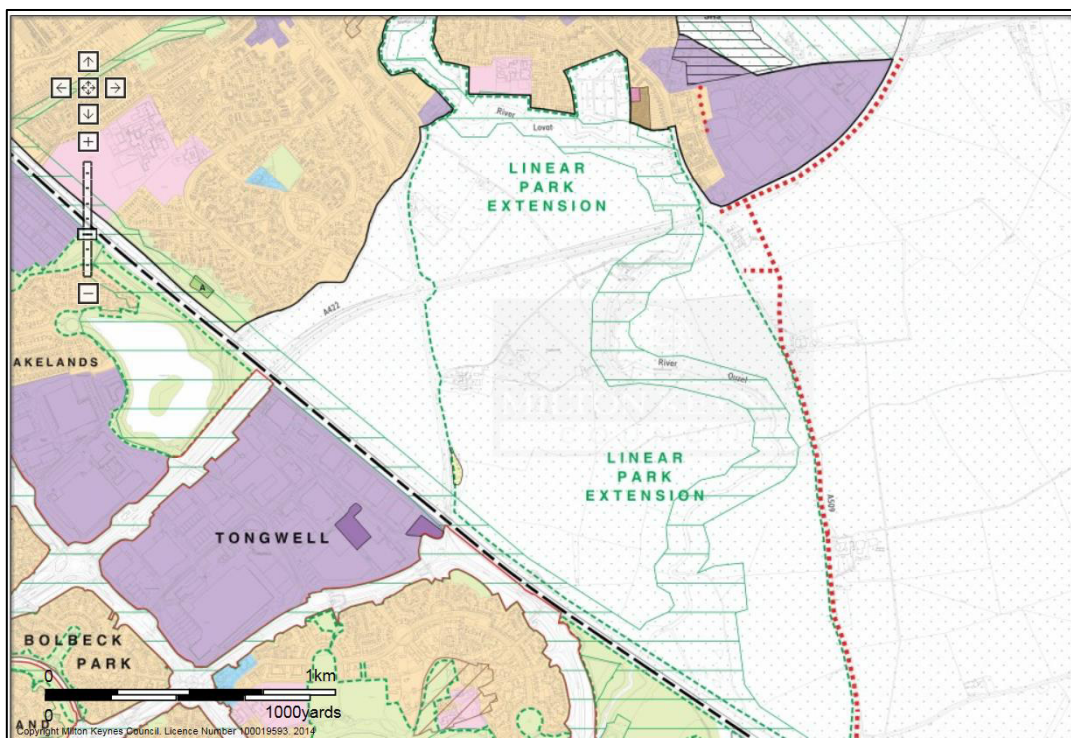 River
Lovat
LINEAR
PARK
EXTENSION
A
A422
AKELANDS
River
Ouzel
LINEAR
PARK
EXTENSION
A509
TONGWELL
BOLBECK
PARK
0
1km
0
1000yards
AND
Copyright Milton Keynes Council. Licence Number 100019593. 2014